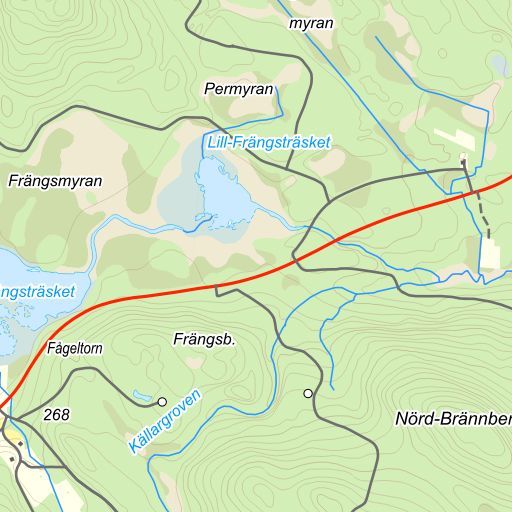 myran
Permyran
Lill-Frängsträsket
Frängsmyran
ngsträsket
Frängsb.
Fågeltorn
268
Källargroven
Nörd-Brännber